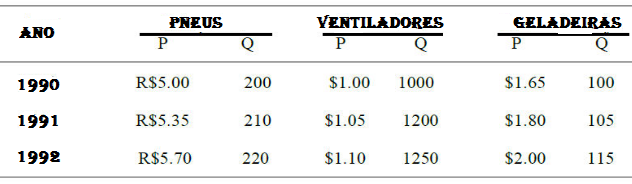 ANO PNEUS VENTILADORES GELADEIRAS
P Q P Q P Q
1990 R$5.00 200 $1.00 1000 $1.65 100
1991 R$5.35 210 $1.05 1200 $1.80 105
1992 R$5.70 220 $1.10 1250 $2.00 115